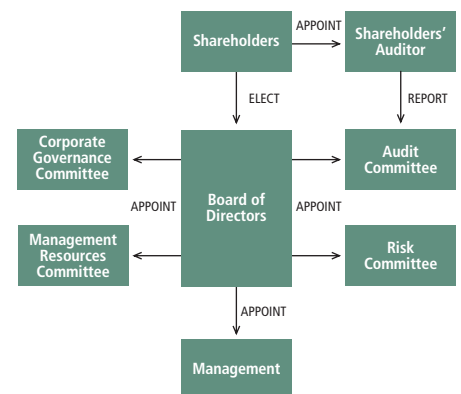 Shareholders
APPOINT
Shareholders'
Auditor
ELECT
REPORT
Corporate
Governance
Committee
Board of
Directors
Audit
Committee
APPOINT
APPOINT
Management
Resources
Committee
Risk
Committee
APPOINT
Management